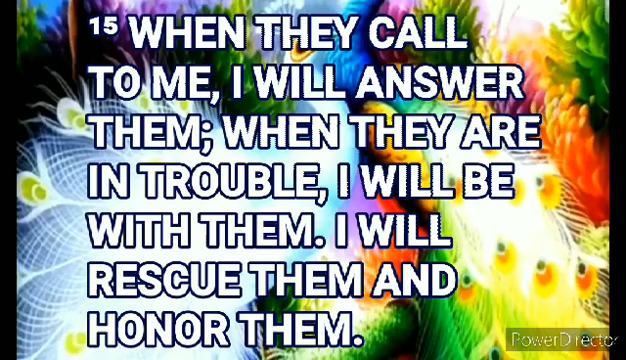 ¹⁵ WHEN THEY CALL
TO ME, I WILL ANSWER
THEM; WHEN THEY ARE
IN TROUBLE, I WILL BE
WITH THEM. I WILL
RESCUE THEM AND
HONOR THEM.
PowerDirector